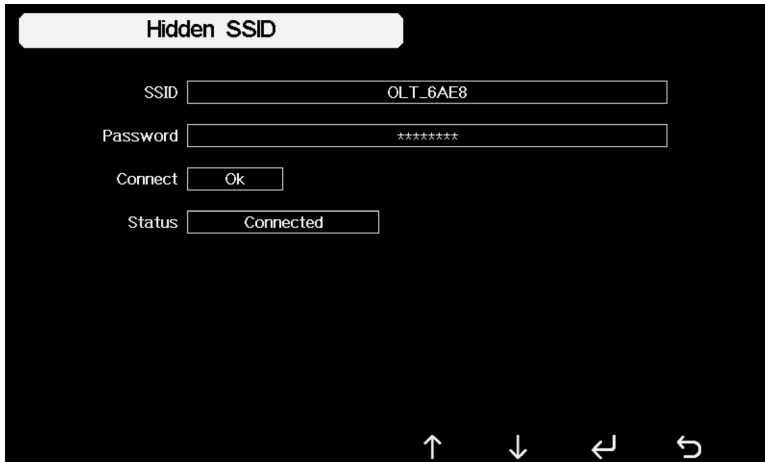 Hidden SSID
SSID OLT_6AE8
Password ********
Connect Ok
Status Connected